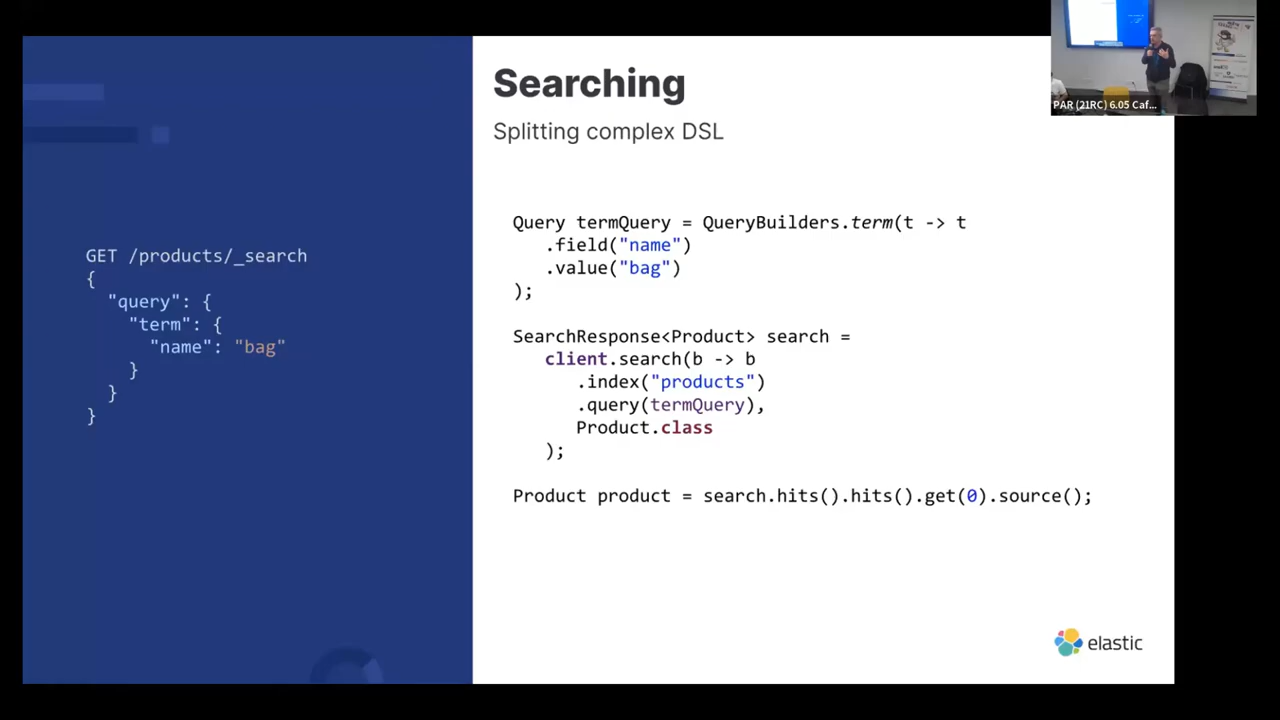 Searching
Splitting complex DSL
GET /products/_search
{
  "query": {
    "term": {
      "name": "bag"
    }
  }
}
Query termQuery = QueryBuilders.term(t -> t
   .field("name")
   .value("bag")
);
SearchResponse<Product> search =
   client.search(b -> b
      .index("products")
      .query(termQuery),
      Product.class
   );
Product product = search.hits().hits().get(0).source();
elastic
PAR (21RC) 6.05 Caf...